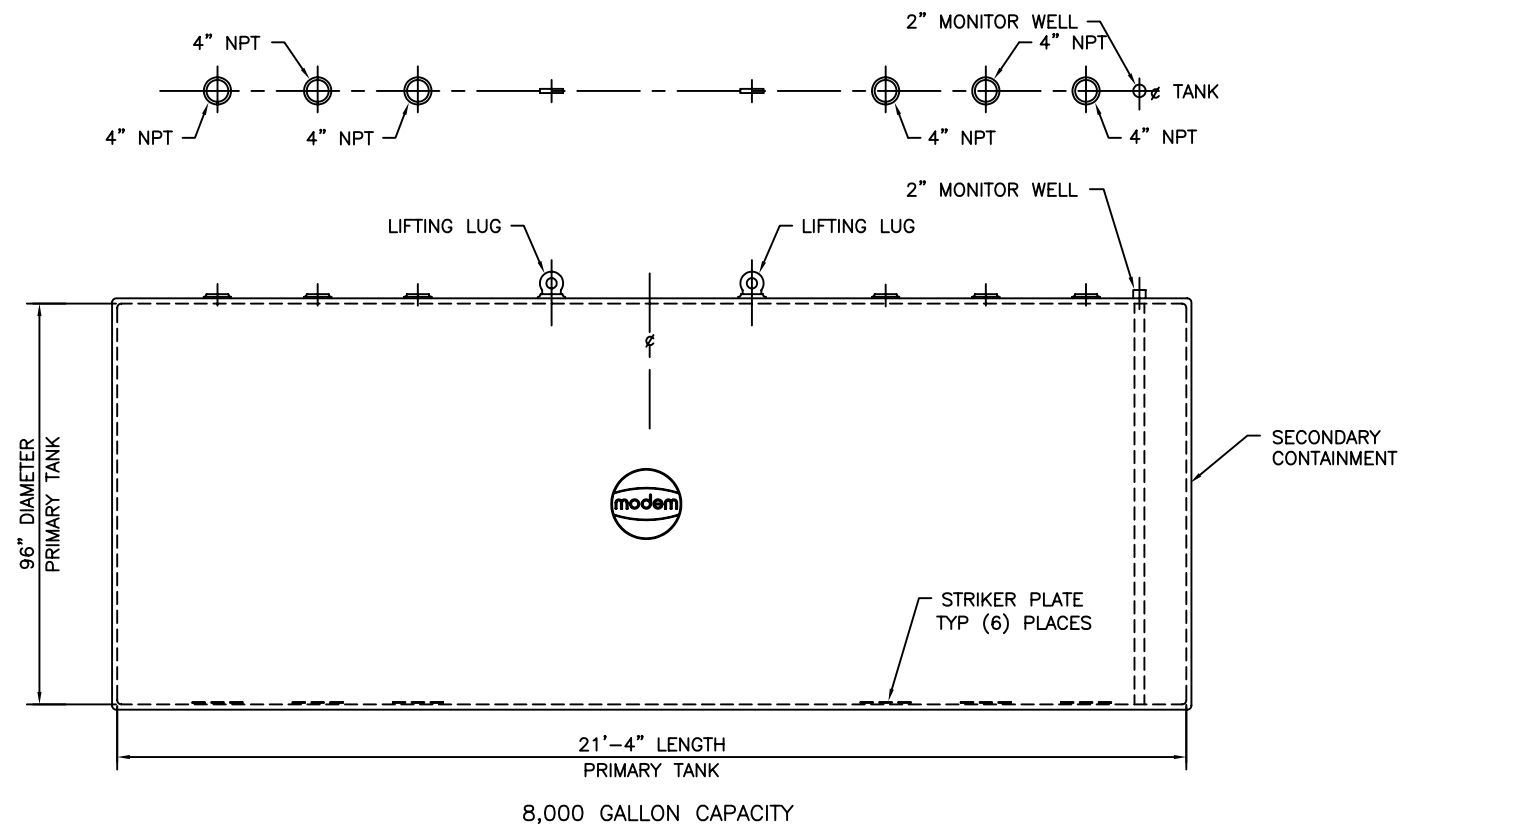 2” MONITOR WELL
4” NPT
4” NPT
℄ TANK
4” NPT
4” NPT
4” NPT
4” NPT
2” MONITOR WELL
LIFTING LUG
LIFTING LUG
℄
96” DIAMETER
PRIMARY TANK
SECONDARY
CONTAINMENT
modem
STRIKER PLATE
TYP (6) PLACES
21’-4” LENGTH
PRIMARY TANK
8,000 GALLON CAPACITY